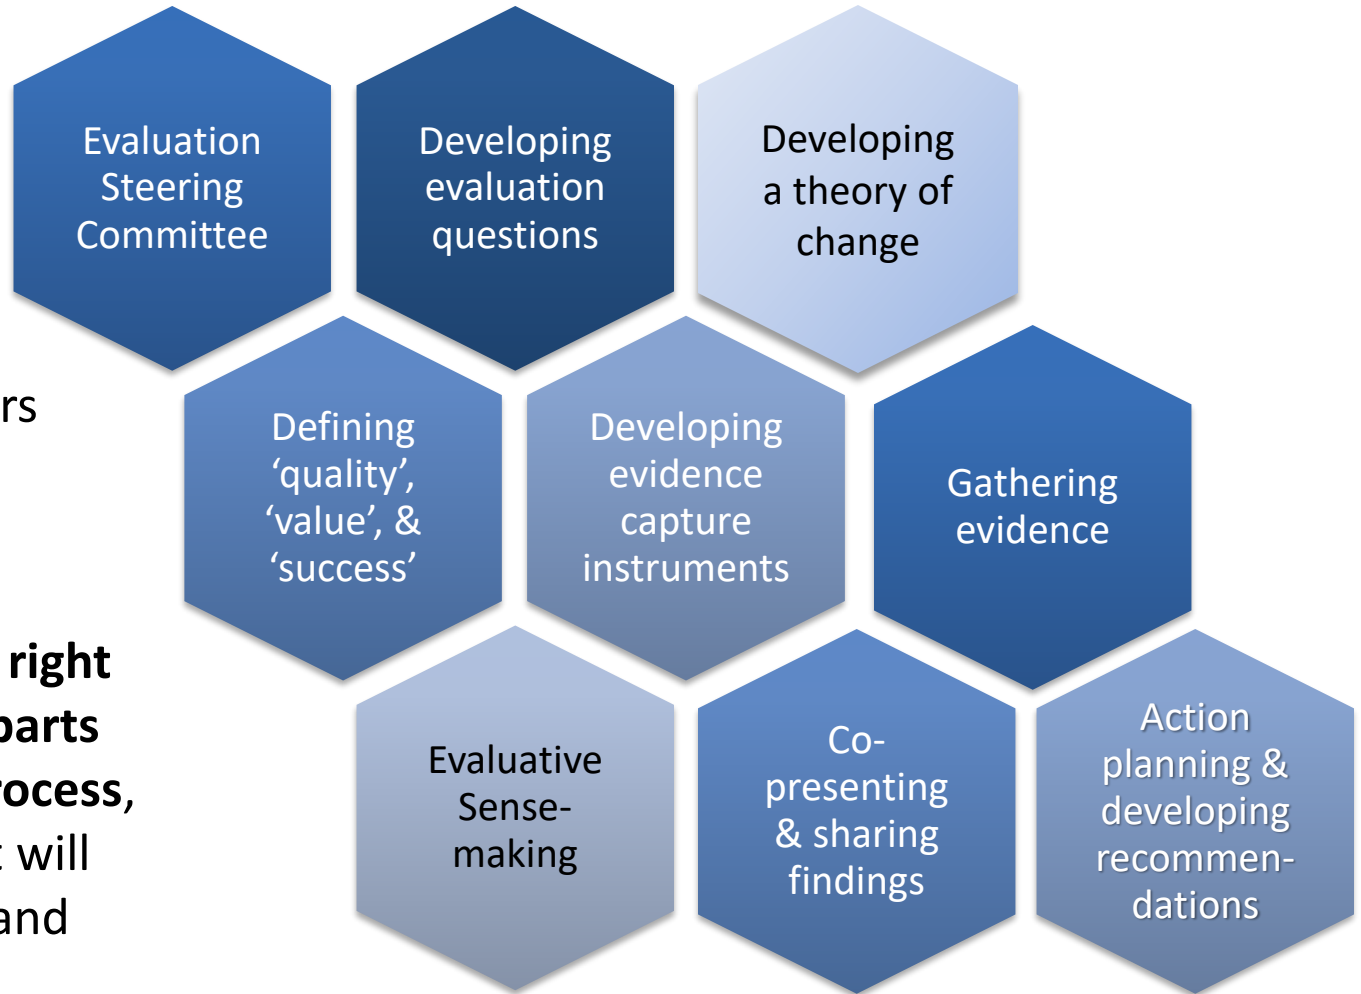 Evaluation
Steering
Committee
Developing
evaluation
questions
Developing
a theory of
change
Defining
‘quality’,
‘value’, &
‘success’
Developing
evidence
capture
instruments
Gathering
evidence
Evaluative
Sense-
making
Co-
presenting
& sharing
findings
Action
planning &
developing
recommen-
dations
rs
right
parts
rocess,
t will
and